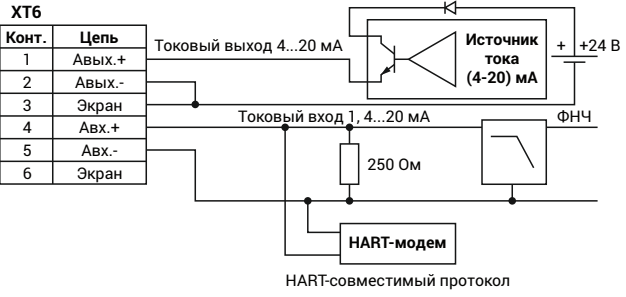 XT6
Конт. Цепь
1 Авых.+
2 Авых.-
3 Экран
4 Авх.+
5 Авх.-
6 Экран
Токовый выход 4...20 мА
Источник
тока
(4-20) мА
+ +24 В
Токовый вход 1, 4...20 мА
ФНЧ
250 Ом
HART-модем
HART-совместимый протокол